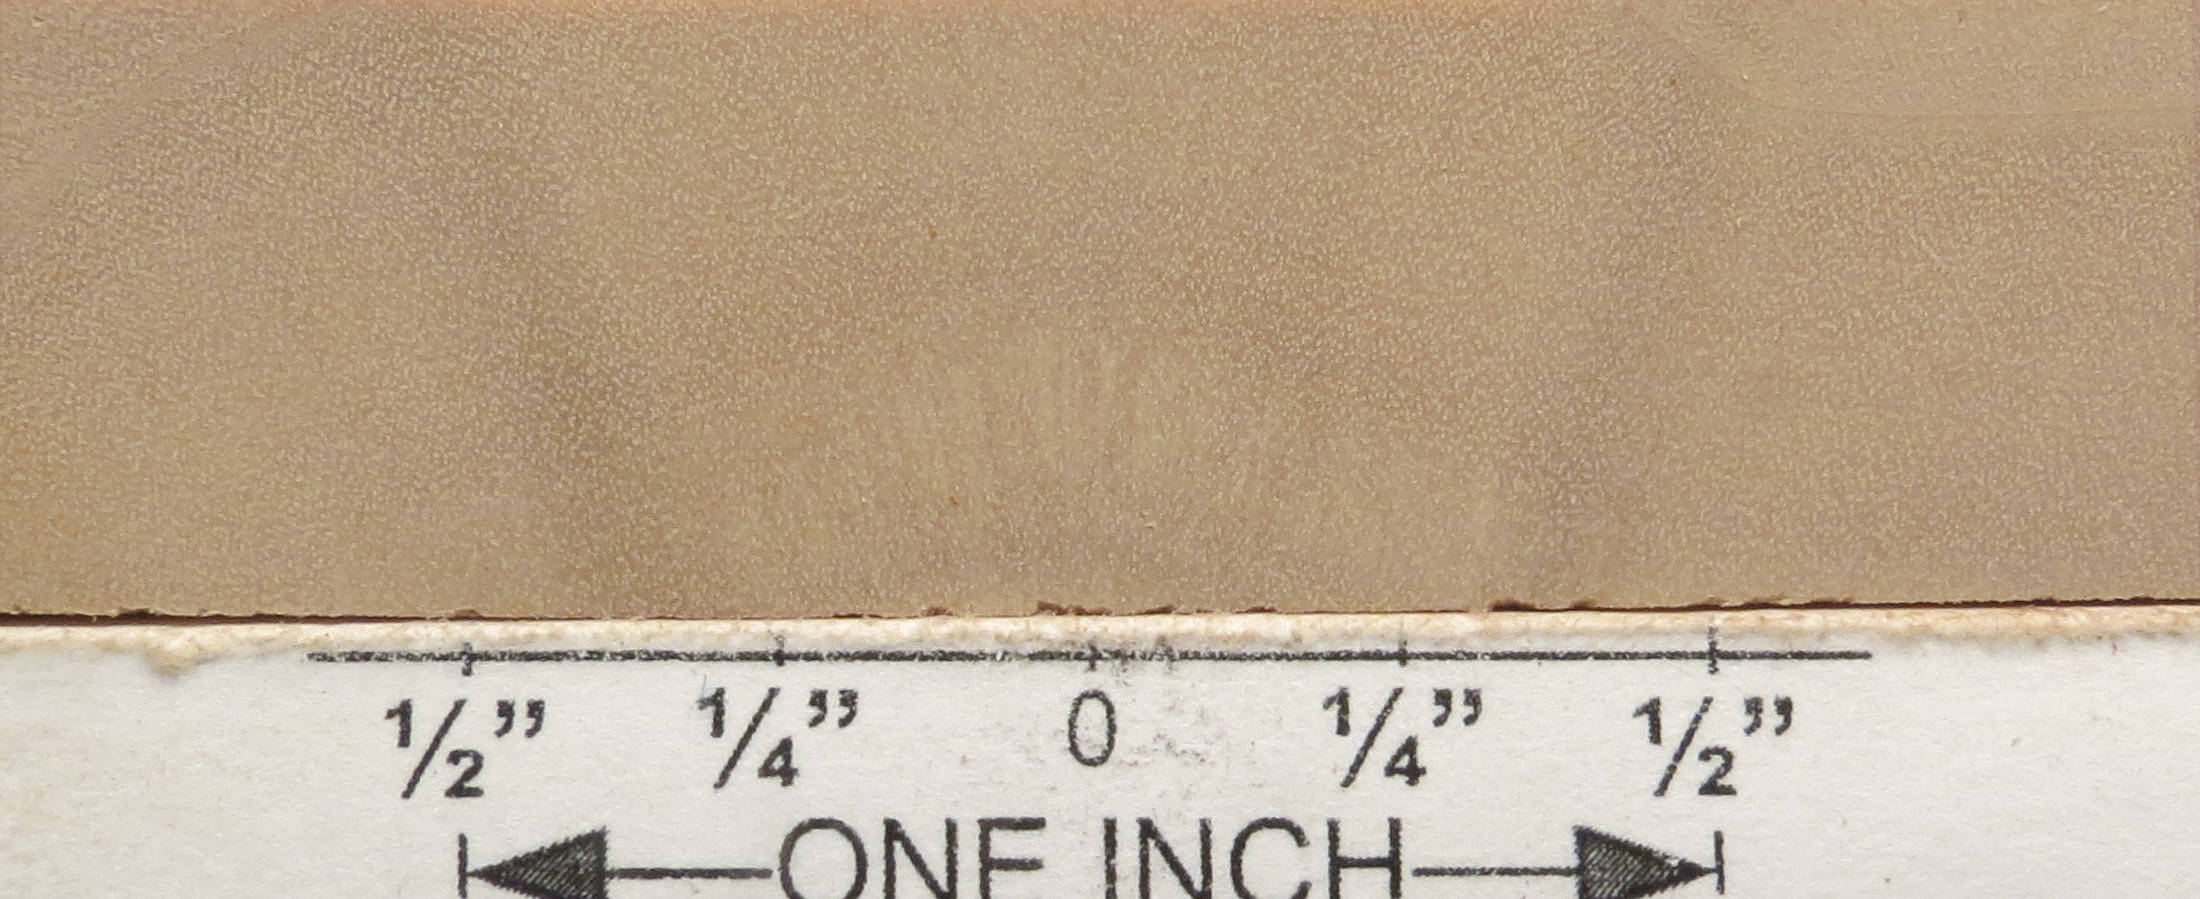 1/2” 1/4” 0 1/4” 1/2”
ONE INCH